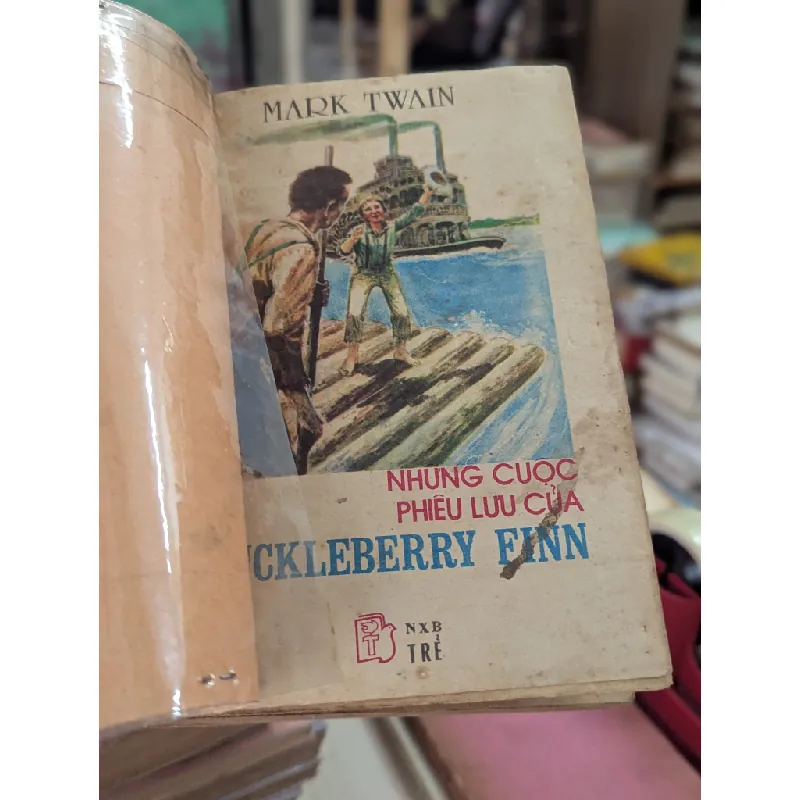 MARK TWAIN
NHỮNG CUỘC
PHIÊU LƯU CỦA
UCKLEBERRY FINN
NXB
TRẺ